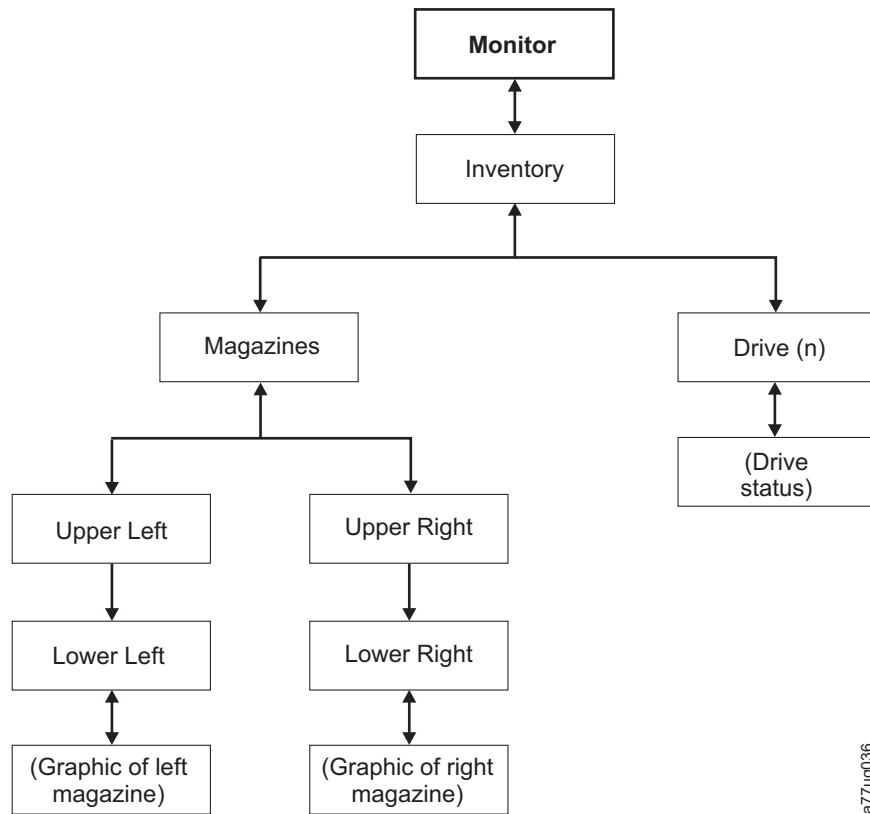 Monitor
Inventory
Magazines
Drive (n)
(Drive
status)
Upper Left
Upper Right
Lower Left
Lower Right
(Graphic of left
magazine)
(Graphic of right
magazine)
a77ug036